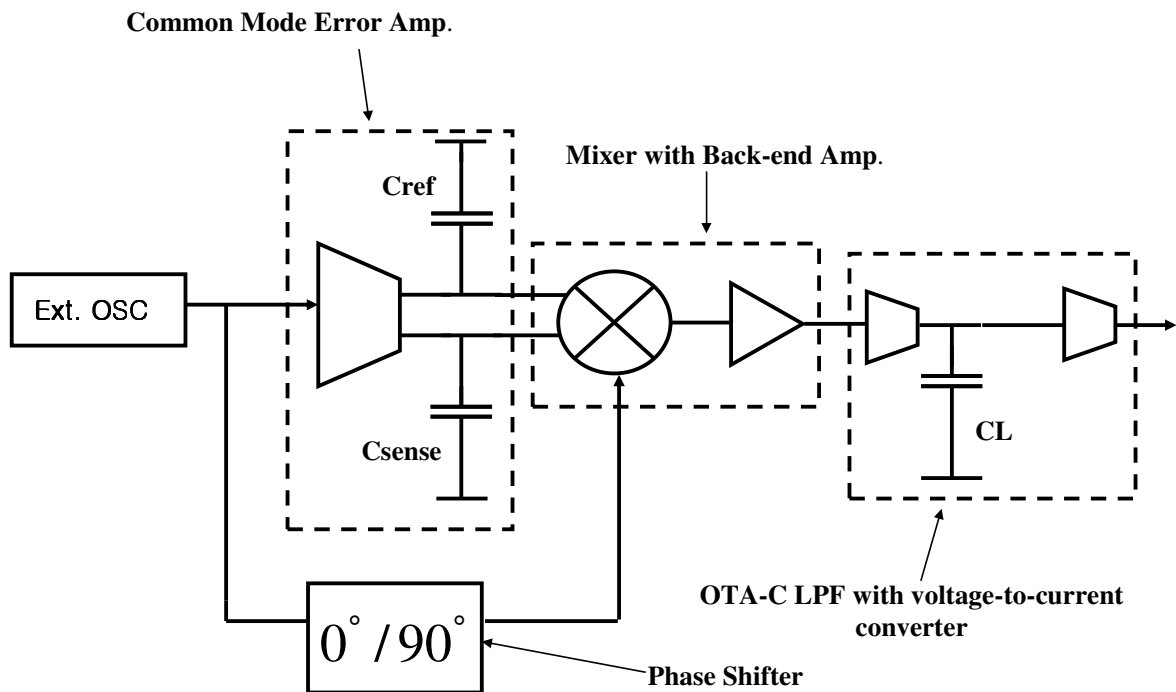 Common Mode Error Amp.
Cref
Mixer with Back-end Amp.
Ext. OSC
Csense
CL
OTA-C LPF with voltage-to-current
converter
0° / 90°
Phase Shifter